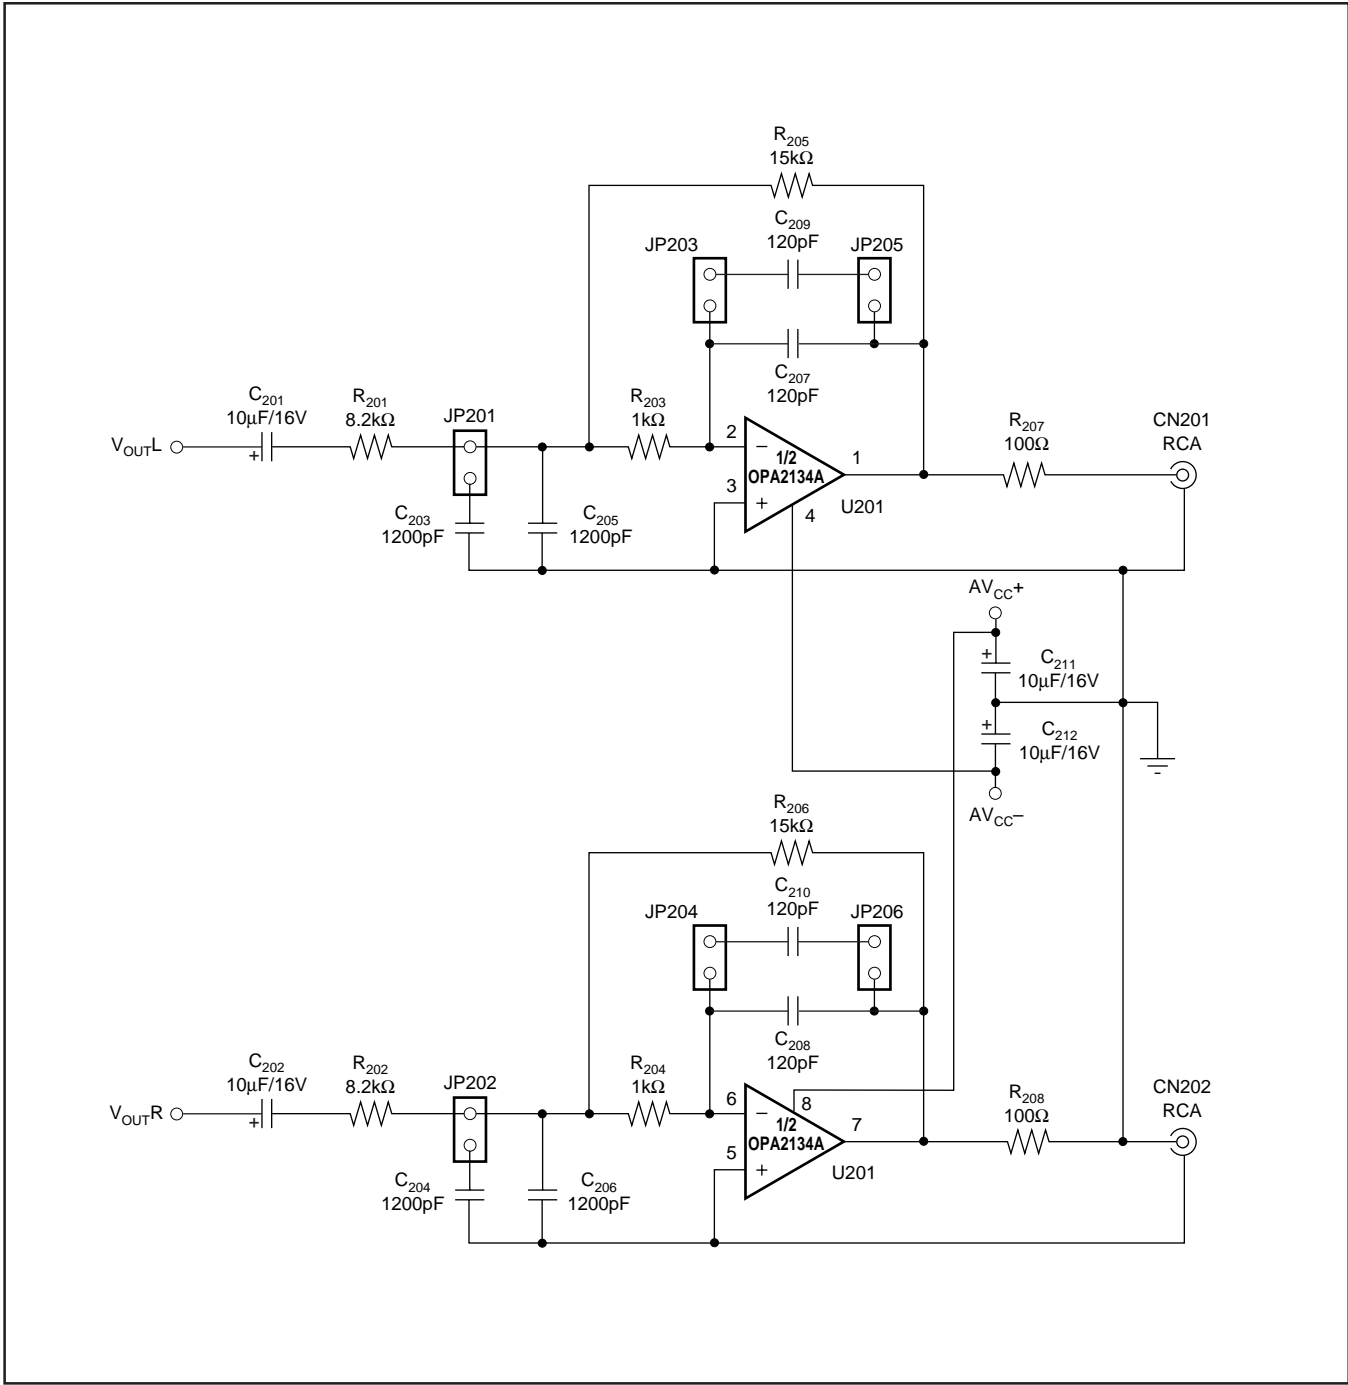 R205
15kΩ
C209
120pF
JP203
JP205
C207
120pF
C201
10μF/16V
+
R201
8.2kΩ
JP201
R203
1kΩ
VOUTL
2
−
1/2
OPA2134A
3
+
1
4
U201
R207
100Ω
CN201
RCA
C203
1200pF
C205
1200pF
AVCC+
+
C211
10μF/16V
+
C212
10μF/16V
AVCC−
R206
15kΩ
C210
120pF
JP204
JP206
C208
120pF
C202
10μF/16V
+
R202
8.2kΩ
JP202
R204
1kΩ
VOUTR
6
−
8
1/2
OPA2134A
5
+
7
U201
R208
100Ω
CN202
RCA
C204
1200pF
C206
1200pF